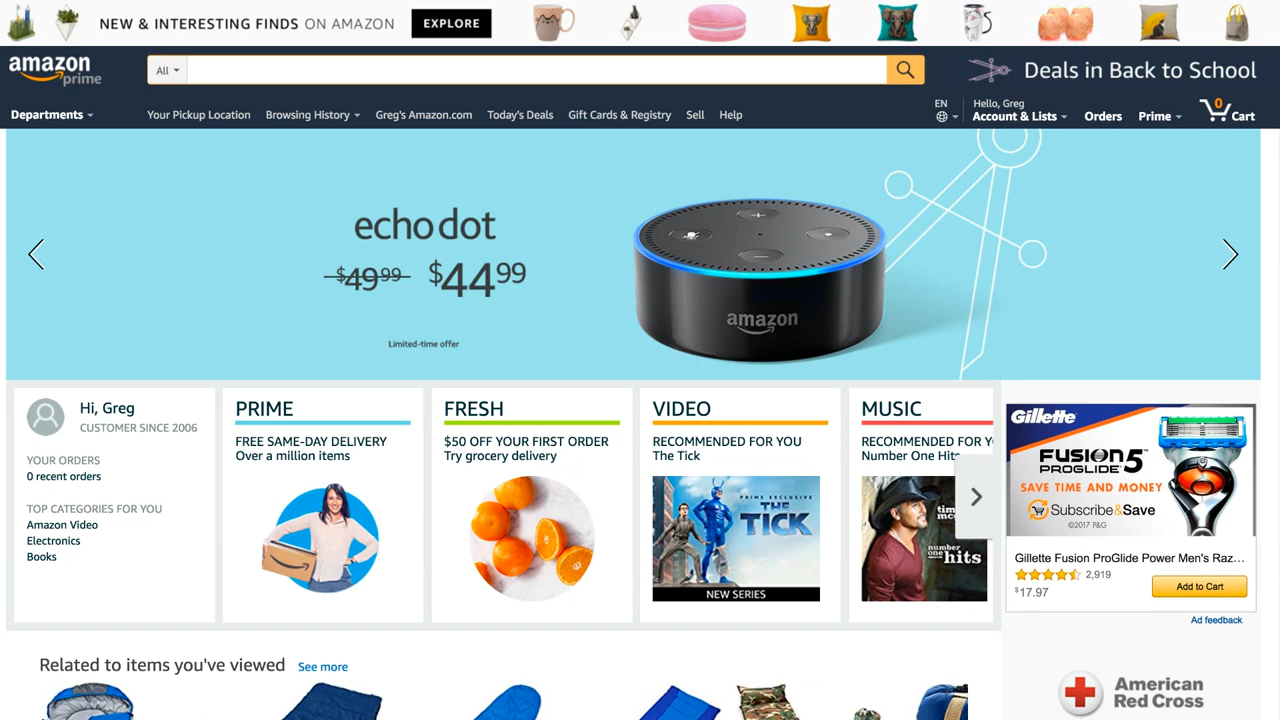 NEW & INTERESTING FINDS ON AMAZON EXPLORE
amazon prime
All
Deals in Back to School
Departments
Your Pickup Location
Browsing History
Greg's Amazon.com
Today's Deals
Gift Cards & Registry
Sell
Help
EN
Hello, Greg
Account & Lists
Orders
Prime
0
Cart
echo dot
$49.99 $44.99
Limited-time offer
amazon
Hi, Greg
CUSTOMER SINCE 2006
YOUR ORDERS
0 recent orders
TOP CATEGORIES FOR YOU
Amazon Video
Electronics
Books
PRIME
FREE SAME-DAY DELIVERY
Over a million items
FRESH
$50 OFF YOUR FIRST ORDER
Try grocery delivery
VIDEO
RECOMMENDED FOR YOU
The Tick
PRIME EXCLUSIVE
THE
TICK
NEW SERIES
MUSIC
RECOMMENDED FOR Y
Number One Hits
tim
number
one
hits
Gillette
FUSION5
PROGLIDE
SAVE TIME AND MONEY
Subscribe&Save
©2017 P&G
Gillette Fusion ProGlide Power Men's Raz...
2,919
$17.97
Add to Cart
Ad feedback
Related to items you've viewed See more
American
Red Cross